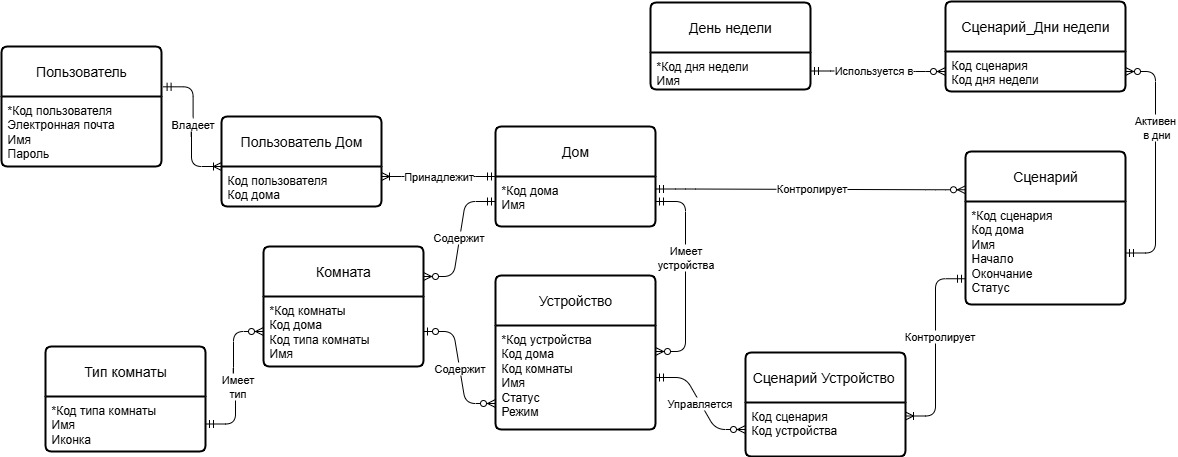 День недели
*Код дня недели
Имя
Используется в
Сценарий_Дни недели
Код сценария
Код дня недели
Активен
в дни
Пользователь
*Код пользователя
Электронная почта
Имя
Пароль
Владеет
Пользователь Дом
Код пользователя
Код дома
Принадлежит
Дом
*Код дома
Имя
Контролирует
Сценарий
*Код сценария
Код дома
Имя
Начало
Окончание
Статус
Содержит
Имеет
устройства
Комната
*Код комнаты
Код дома
Код типа комнаты
Имя
Содержит
Устройство
*Код устройства
Код дома
Код комнаты
Имя
Статус
Режим
Контролирует
Тип комнаты
*Код типа комнаты
Имя
Иконка
Имеет
тип
Управляется
Сценарий Устройство
Код сценария
Код устройства